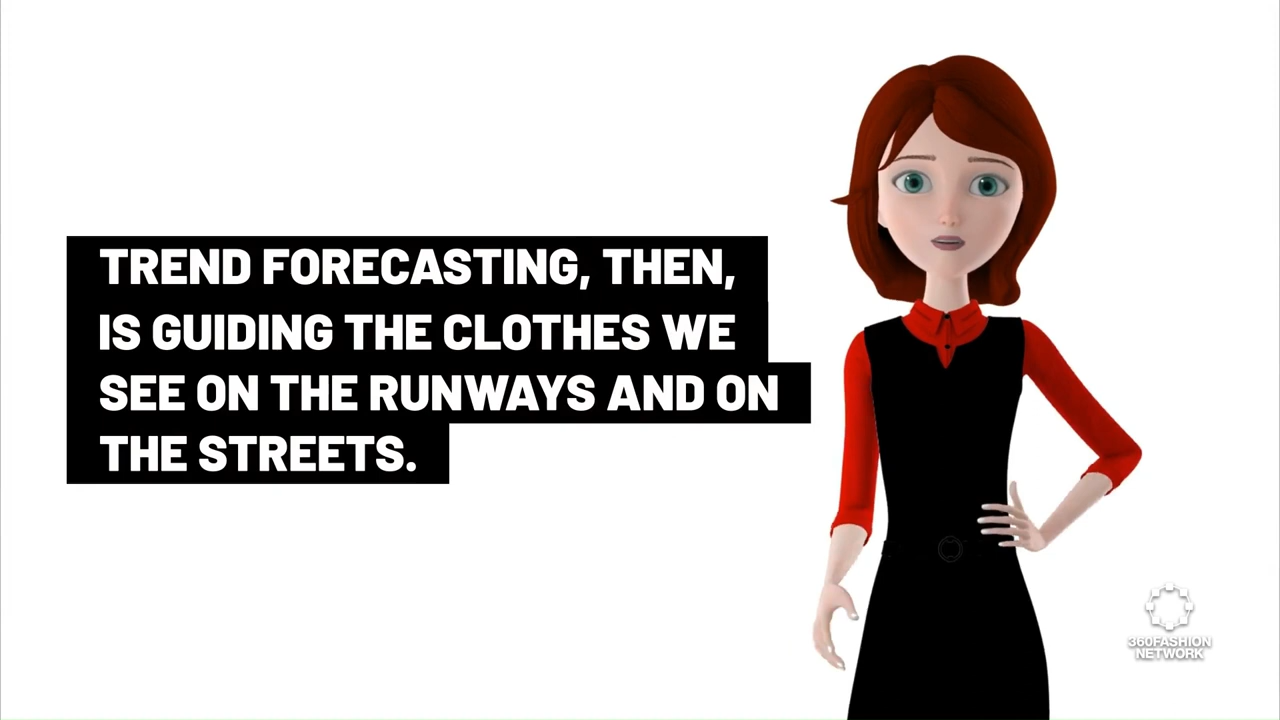 TREND FORECASTING, THEN,
IS GUIDING THE CLOTHES WE
SEE ON THE RUNWAYS AND ON
THE STREETS.
360FASHION
NETWORK